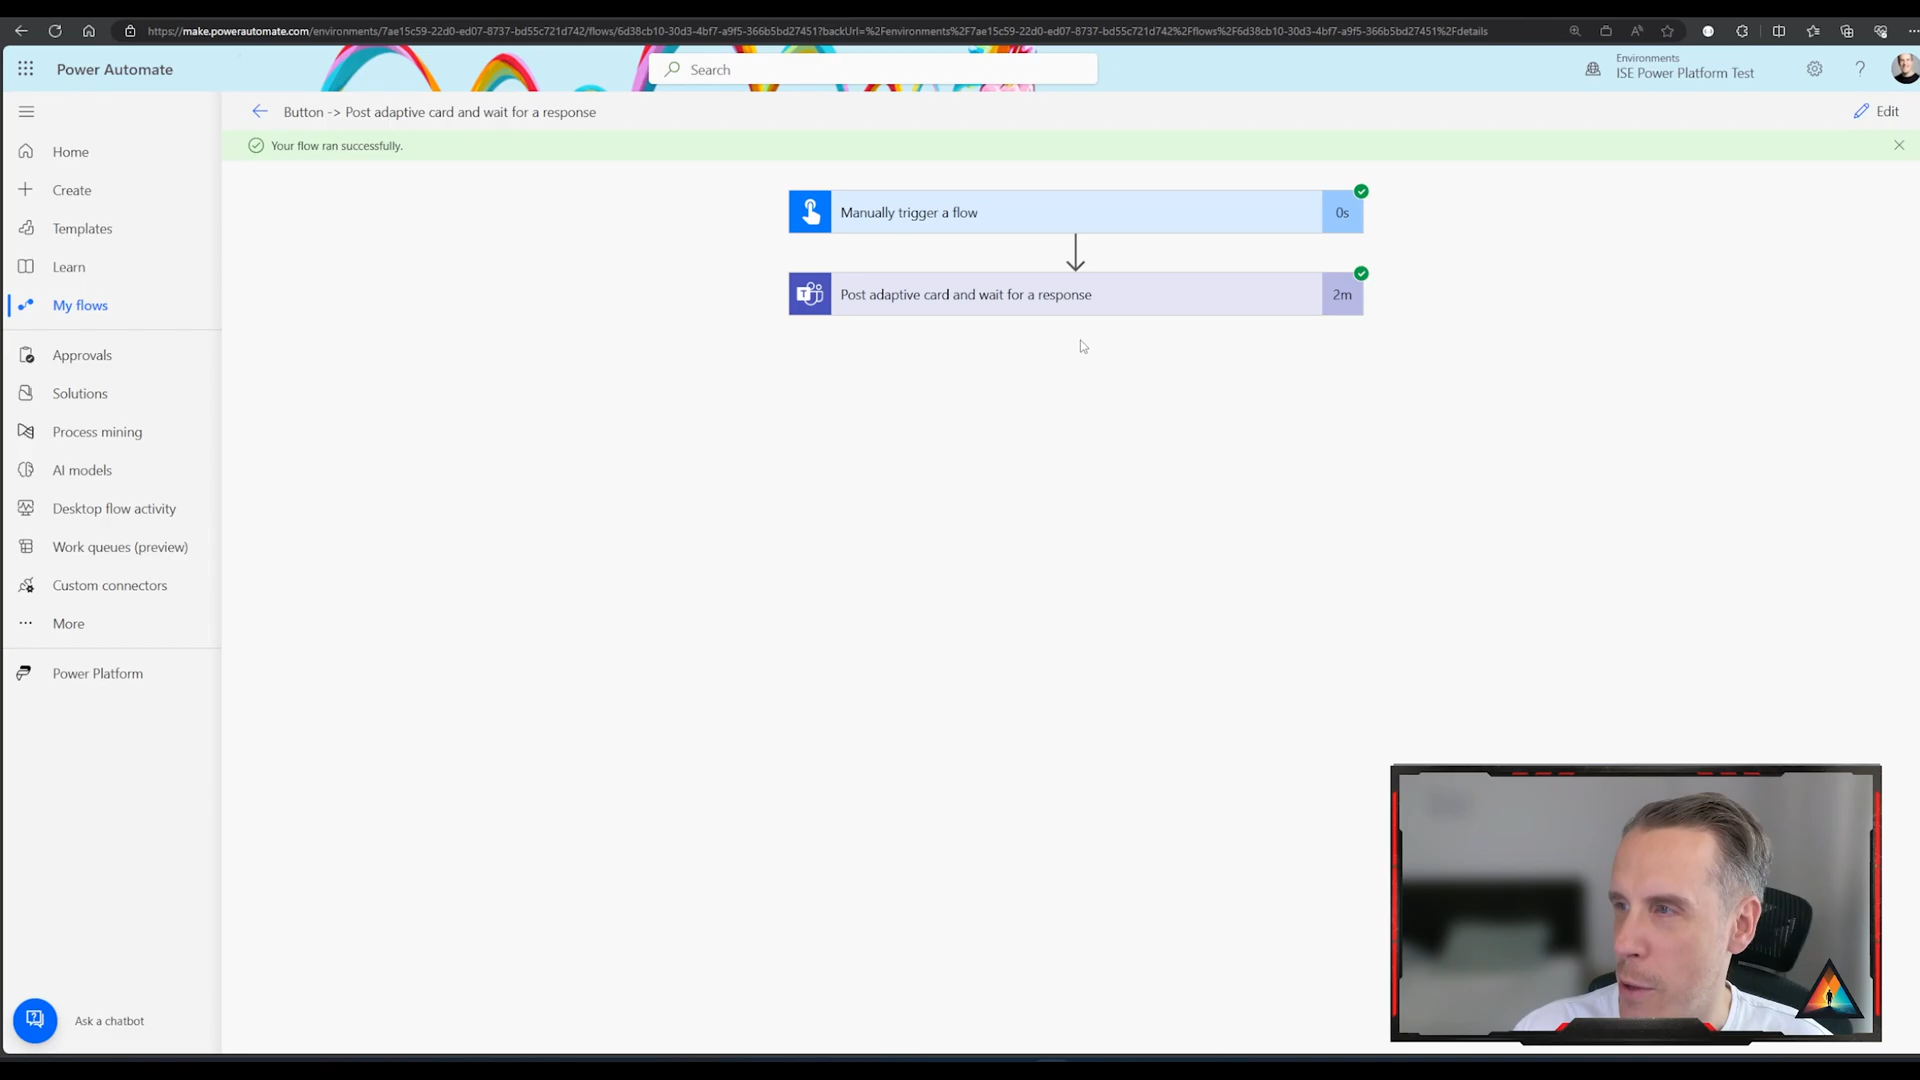 https://make.powerautomate.com/environments/7ae15c59-22d0-ed07-8737-bd55c721d742/flows/6d38cb10-30d3-4bf7-a9f5-366b5bd27451?backUrl=%2Fenvironments%2F7ae15c59-22d0-ed07-8737-bd55c721d742%2Fflows%2F6d38cb10-30d3-4bf7-a9f5-366b5bd27451%2Fdetails
Power Automate
Search
Environments
ISE Power Platform Test
Button -> Post adaptive card and wait for a response
Edit
Your flow ran successfully.
Home
Create
Templates
Learn
My flows
Approvals
Solutions
Process mining
AI models
Desktop flow activity
Work queues (preview)
Custom connectors
More
Power Platform
Manually trigger a flow
0s
Post adaptive card and wait for a response
2m
Ask a chatbot